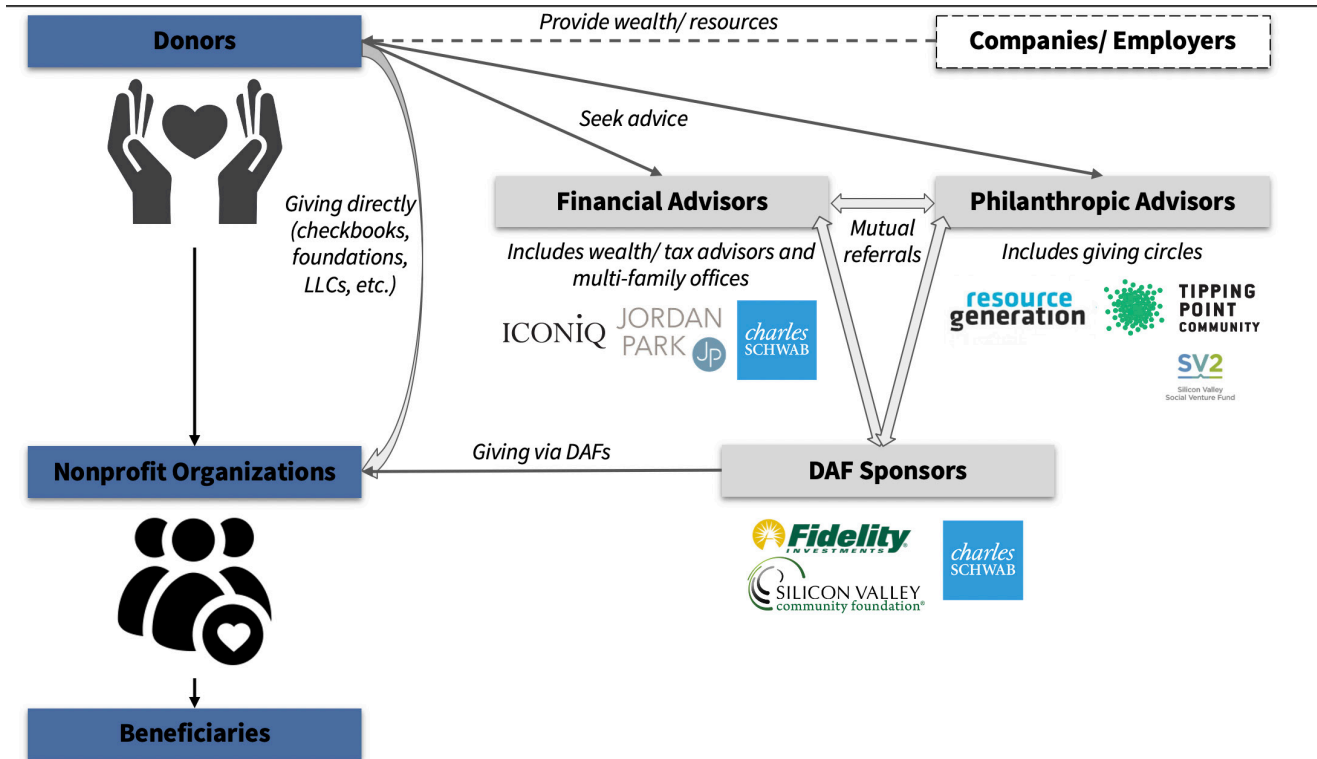 Donors
Provide wealth/ resources
Companies/ Employers
Seek advice
Giving directly
(checkbooks,
foundations,
LLCs, etc.)
Financial Advisors
Philanthropic Advisors
Mutual
referrals
Includes wealth/ tax advisors and
multi-family offices
Includes giving circles
ICONiQ
JORDAN
PARK
Jp
charles
SCHWAB
resource
generation
TIPPING
POINT
COMMUNITY
SV2
Silicon Valley
Social Venture Fund
Nonprofit Organizations
Giving via DAFs
DAF Sponsors
Fidelity
INVESTMENTS
SILICON VALLEY
community foundation®
charles
SCHWAB
Beneficiaries